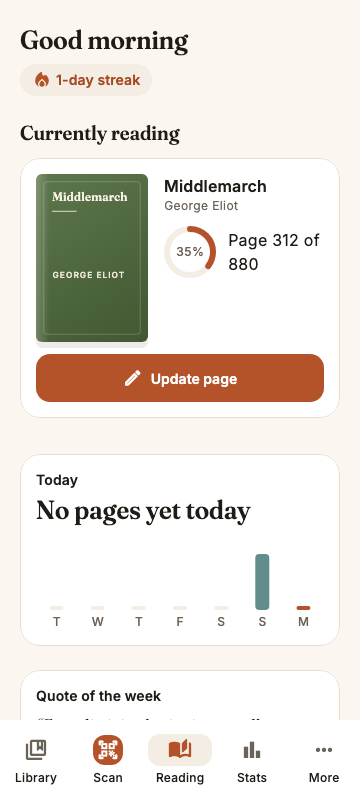 Good morning
1-day streak
Currently reading
Middlemarch
GEORGE ELIOT
Middlemarch
George Eliot
35%
Page 312 of
880
Update page
Today
No pages yet today
T W T F S S M
Quote of the week
Library Scan Reading Stats More